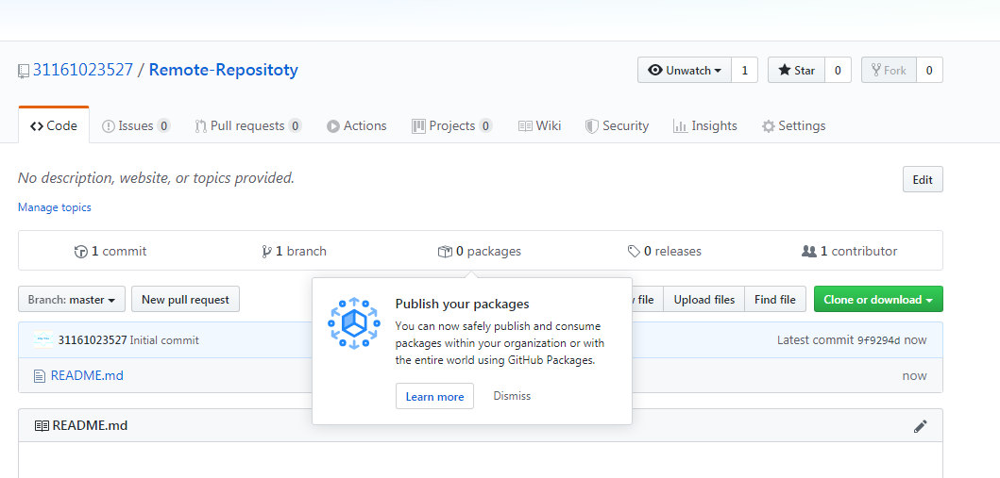 31161023527 / Remote-Repositoty
Unwatch 1 Star 0 Fork 0
Code Issues 0 Pull requests 0 Actions Projects 0 Wiki Security Insights Settings
No description, website, or topics provided.
Edit
Manage topics
1 commit 1 branch 0 packages 0 releases 1 contributor
Branch: master New pull request file Upload files Find file Clone or download
Publish your packages
You can now safely publish and consume
packages within your organization or with
the entire world using GitHub Packages.
Learn more Dismiss
31161023527 Initial commit Latest commit 9f9294d now
README.md now
README.md